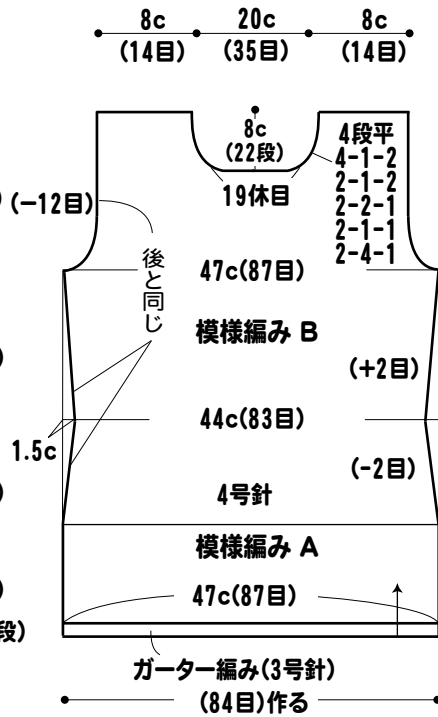 8c 20c 8c
(14目) (35目) (14目)
8c
(22段)
4段平
4-1-2
2-1-2
2-2-1
2-1-1
2-4-1
(−12目)
19休目
後と同じ
47c(87目)
模様編み B
(+2目)
44c(83目)
1.5c
(-2目)
4号針
模様編み A
47c(87目)
段)
ガーター編み(3号針)
(84目)作る